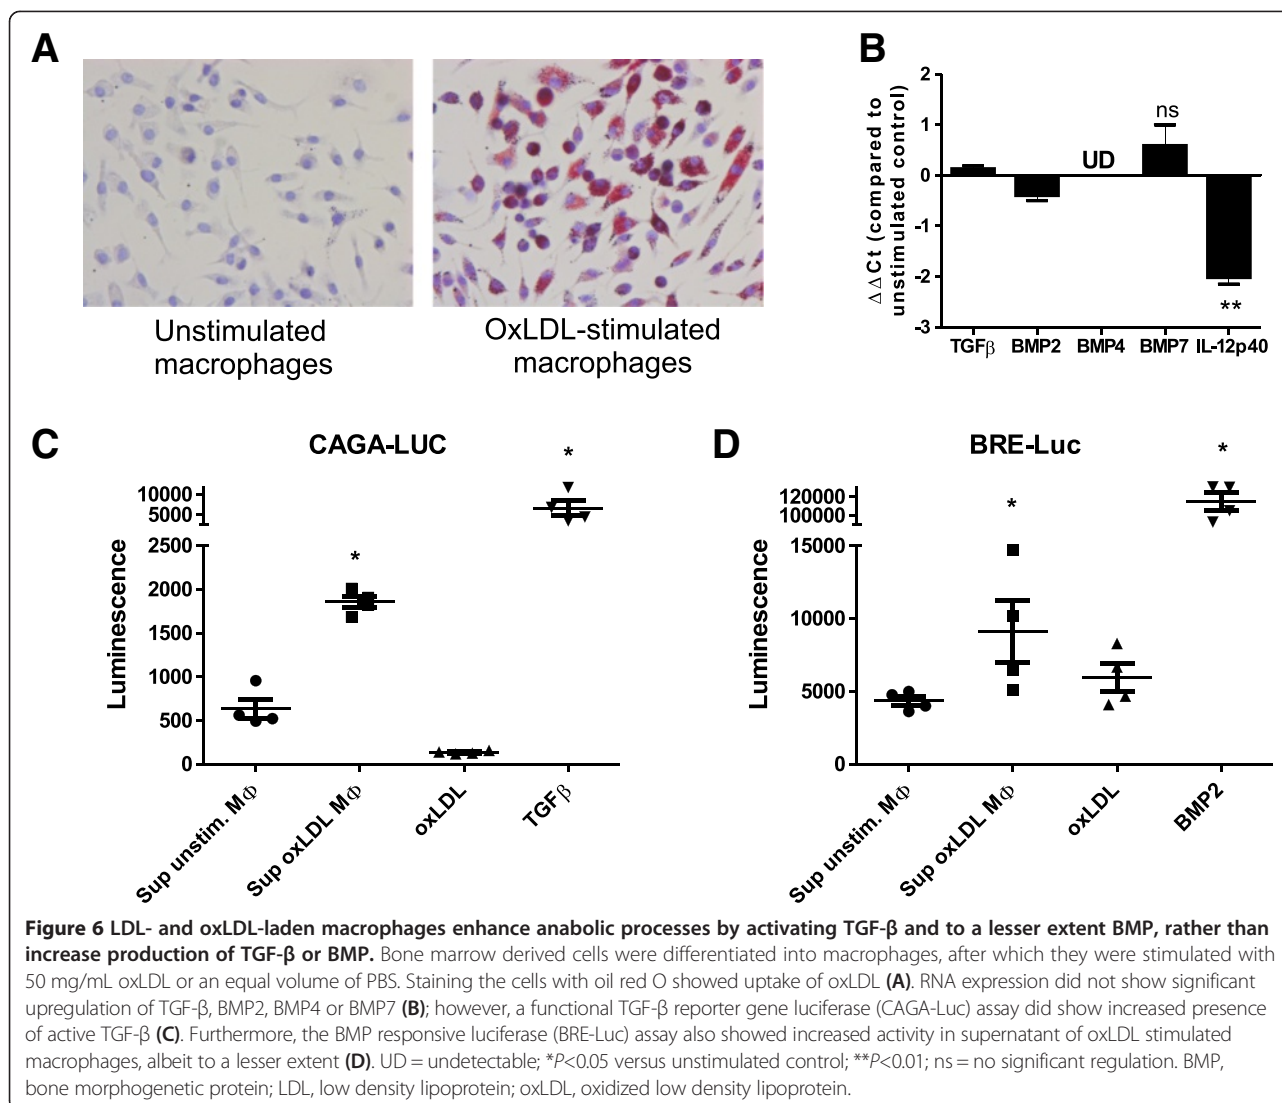 A
Unstimulated
macrophages
OxLDL-stimulated
macrophages
B
ΔΔCt (compared to
unstimulated control)
2
1
0
-1
-2
-3
UD
ns
**
TGFβ BMP2 BMP4 BMP7 IL-12p40
C
CAGA-LUC
Luminescence
10000
5000
2500
2000
1500
1000
500
0
*
*
Sup unstim. MΦ
Sup oxLDL MΦ
oxLDL
TGFβ
D
BRE-Luc
Luminescence
120000
100000
15000
10000
5000
0
*
*
Sup unstim. MΦ
Sup oxLDL MΦ
oxLDL
BMP2
Figure 6 LDL- and oxLDL-laden macrophages enhance anabolic processes by activating TGF-β and to a lesser extent BMP, rather than
increase production of TGF-β or BMP. Bone marrow derived cells were differentiated into macrophages, after which they were stimulated with
50 mg/mL oxLDL or an equal volume of PBS. Staining the cells with oil red O showed uptake of oxLDL (A). RNA expression did not show significant
upregulation of TGF-β, BMP2, BMP4 or BMP7 (B); however, a functional TGF-β reporter gene luciferase (CAGA-Luc) assay did show increased presence
of active TGF-β (C). Furthermore, the BMP responsive luciferase (BRE-Luc) assay also showed increased activity in supernatant of oxLDL stimulated
macrophages, albeit to a lesser extent (D). UD = undetectable; *P<0.05 versus unstimulated control; **P<0.01; ns = no significant regulation. BMP,
bone morphogenetic protein; LDL, low density lipoprotein; oxLDL, oxidized low density lipoprotein.